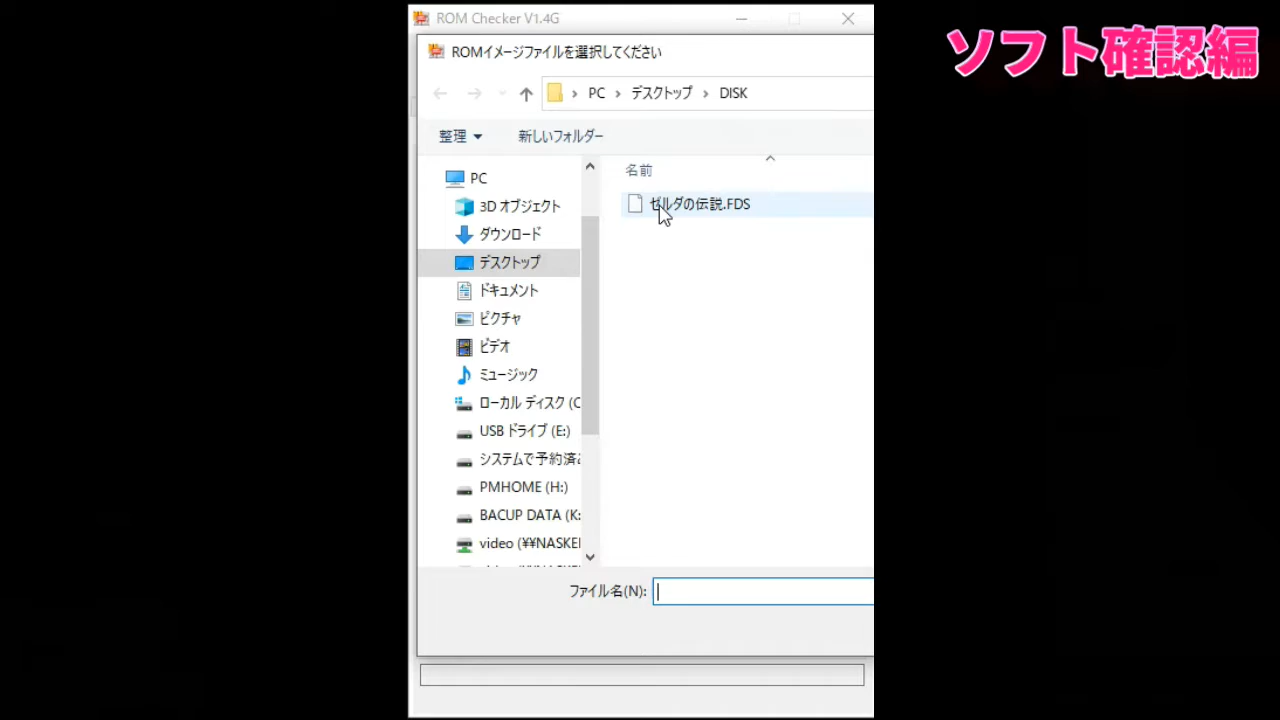 ROM Checker V1.4G
ソフト確認編
ROMイメージファイルを選択してください
PC › デスクトップ › DISK
整理 新しいフォルダー
名前
ゼルダの伝説.FDS
PC
3D オブジェクト
ダウンロード
デスクトップ
ドキュメント
ピクチャ
ビデオ
ミュージック
ローカル ディスク (C
USB ドライブ (E:)
システムで予約済
PMHOME (H:)
BACUP DATA (K:
video (¥¥NASKEI
ファイル名(N):